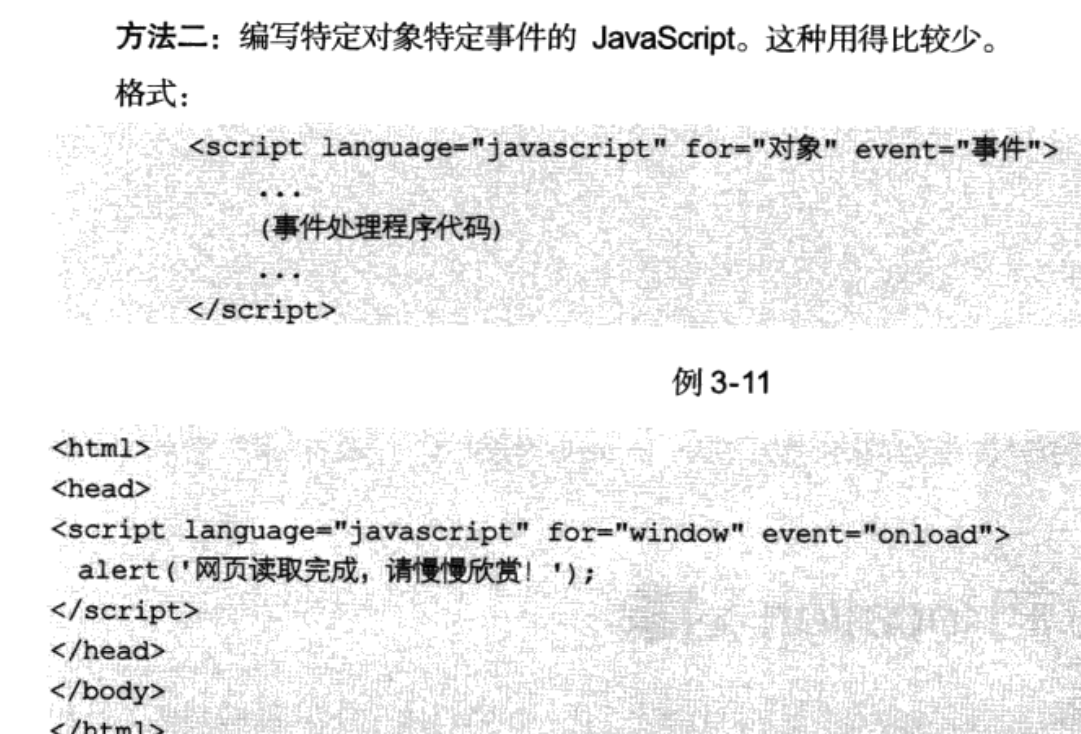 方法二：编写特定对象特定事件的 JavaScript。这种用得比较少。
格式：
<script language="javascript" for="对象" event="事件">
...
(事件处理程序代码)
...
</script>
例 3-11
<html>
<head>
<script language="javascript" for="window" event="onload">
alert('网页读取完成，请慢慢欣赏！');
</script>
</head>
</body>
</html>